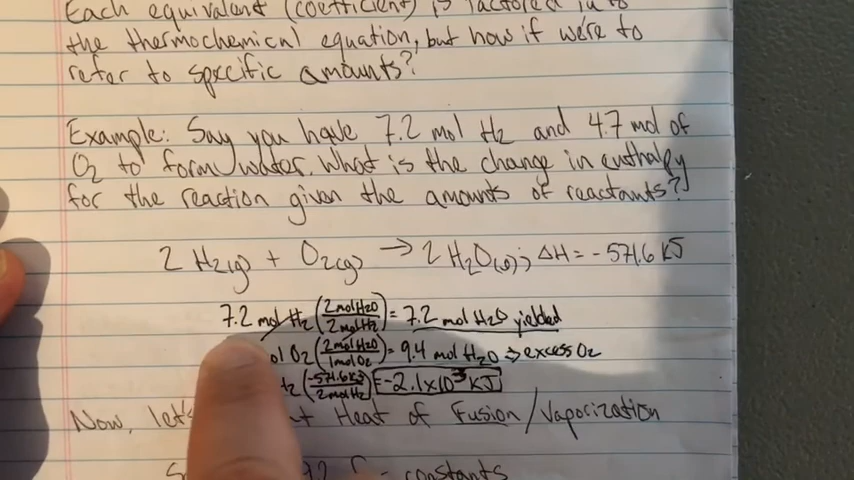 Each equivalent (coefficient) is factored into
the thermochemical equation, but how if we're to
refer to specific amounts?
Example: Say you have 7.2 mol H2 and 4.7 mol of
O2 to form water. What is the change in enthalpy
for the reaction given the amounts of reactants?
2 H2(g) + O2(g) → 2 H2O(g); ΔH = -571.6 KJ
7.2 mol H2 (2 mol H2O / 2 mol H2) = 7.2 mol H2O yielded
ol O2 (2 mol H2O / 1 mol O2) = 9.4 mol H2O ⇒ excess O2
(-571.6 KJ / 2 mol H2) = -2.1x10³ KJ
Now, let's Heat of Fusion/Vaporization
constants